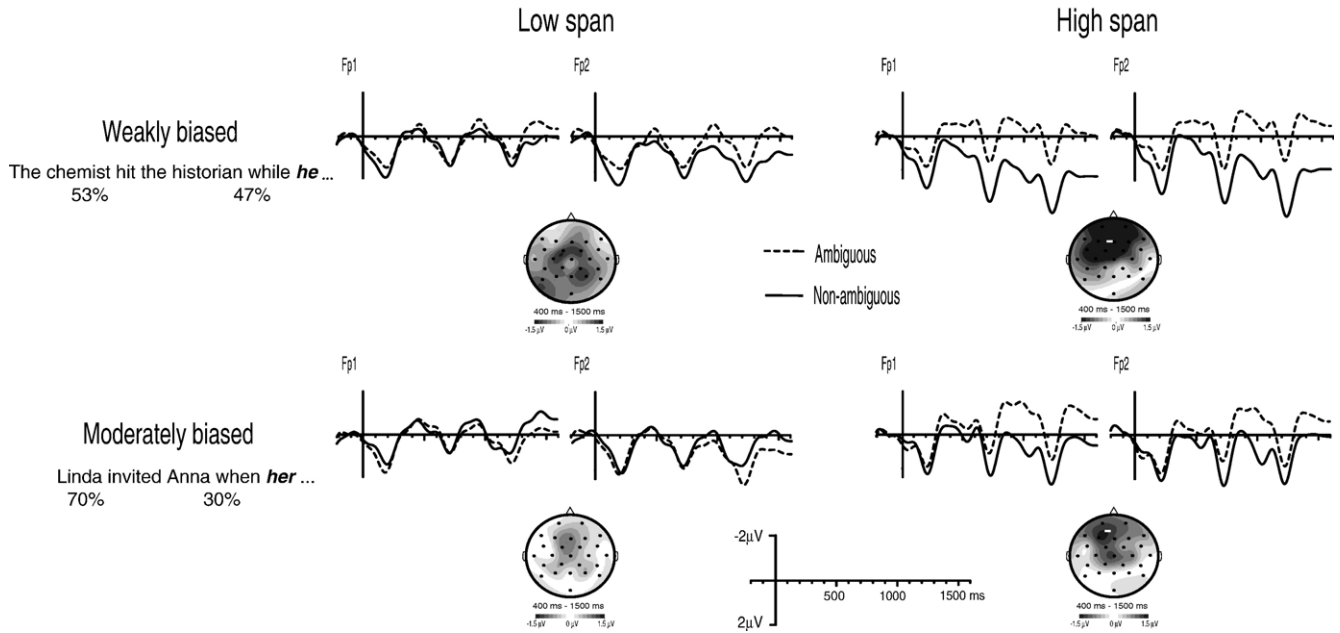 Low span
High span
Fp1
Fp2
Fp1
Fp2
Weakly biased
The chemist hit the historian while he ...
53% 47%
Ambiguous
Non-ambiguous
400 ms - 1500 ms
-1.5 µV 0 µV 1.5 µV
400 ms - 1500 ms
-1.5 µV 0 µV 1.5 µV
Fp1
Fp2
Fp1
Fp2
Moderately biased
Linda invited Anna when her ...
70% 30%
400 ms - 1500 ms
-1.5 µV 0 µV 1.5 µV
-2µV
500 1000 1500 ms
2µV
400 ms - 1500 ms
-1.5 µV 0 µV 1.5 µV